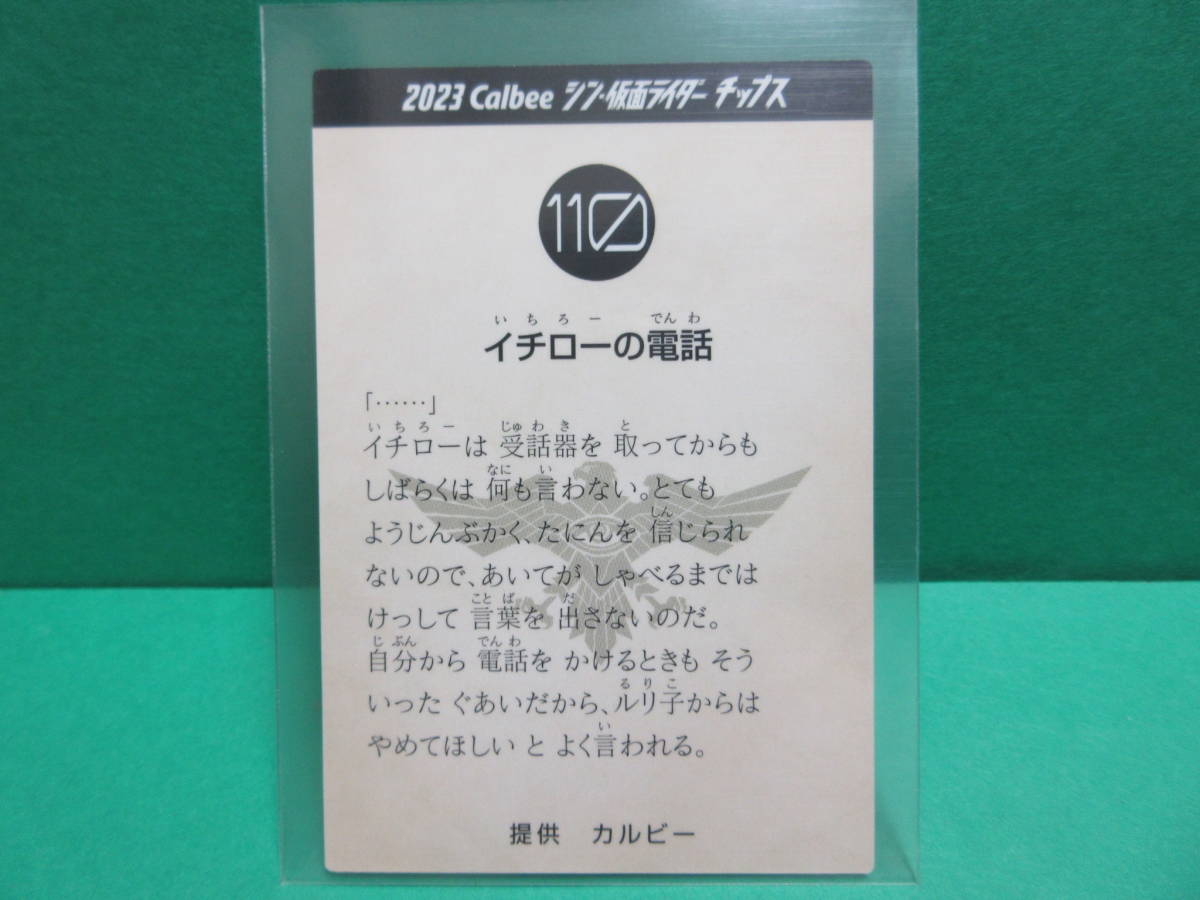 2023 Calbee シン・仮面ライダー チップス
110
いちろー でんわ
イチローの電話
「……」
いちろー じゅわき と
イチローは 受話器を 取ってからも
なに い
しばらくは 何も言わない。とても
しん
ようじんぶかく、たにんを 信じられ
ないので、あいてが しゃべるまでは
ことば だ
けっして 言葉を 出さないのだ。
じぶん でんわ
自分から 電話を かけるときも そう
るりこ
いった ぐあいだから、ルリ子からは
い
やめてほしい と よく言われる。
提供 カルビー